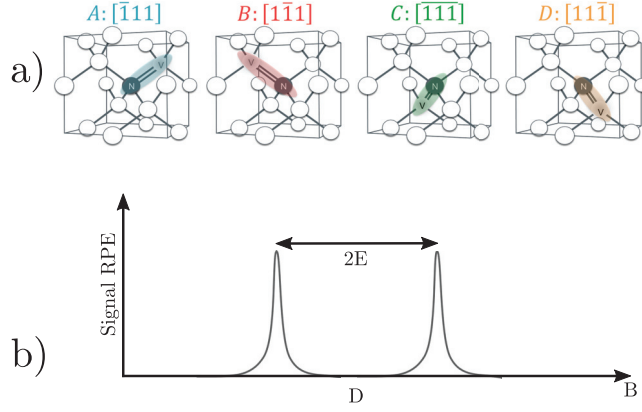 A: [1̅11] B: [11̅1] C: [1̅1̅1̅] D: [111̅]
a)
V V
N N N N
V V
Signal RPE
2E
b)
D
B